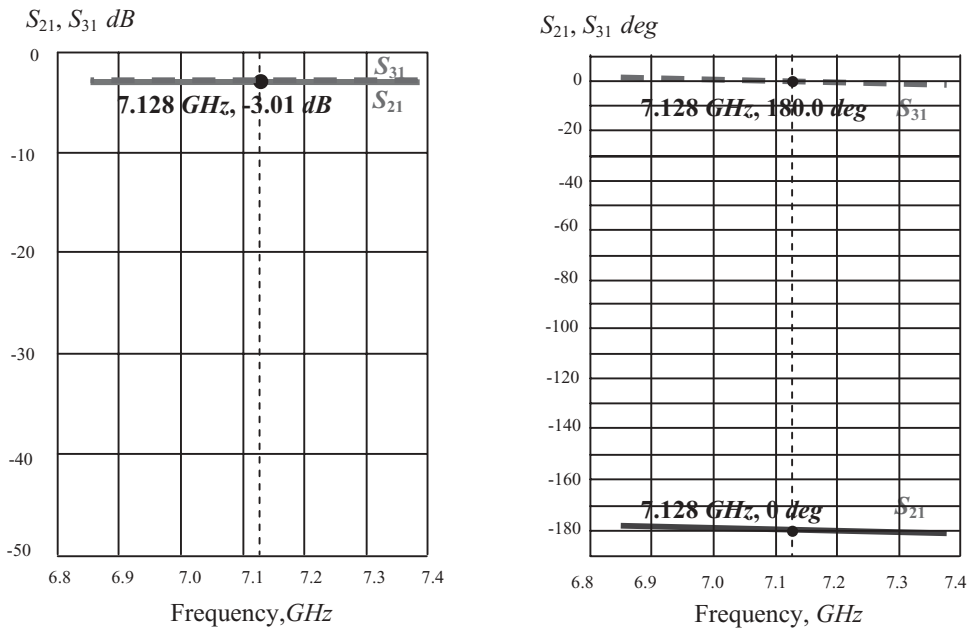 S21, S31 dB
0
-10
-20
-30
-40
-50
S31
S21
7.128 GHz, -3.01 dB
6.8 6.9 7.0 7.1 7.2 7.3 7.4
Frequency,GHz
S21, S31 deg
0
-20
-40
-60
-80
-100
-120
-140
-160
-180
7.128 GHz, 180.0 deg
S31
7.128 GHz, 0 deg
S21
6.8 6.9 7.0 7.1 7.2 7.3 7.4
Frequency, GHz